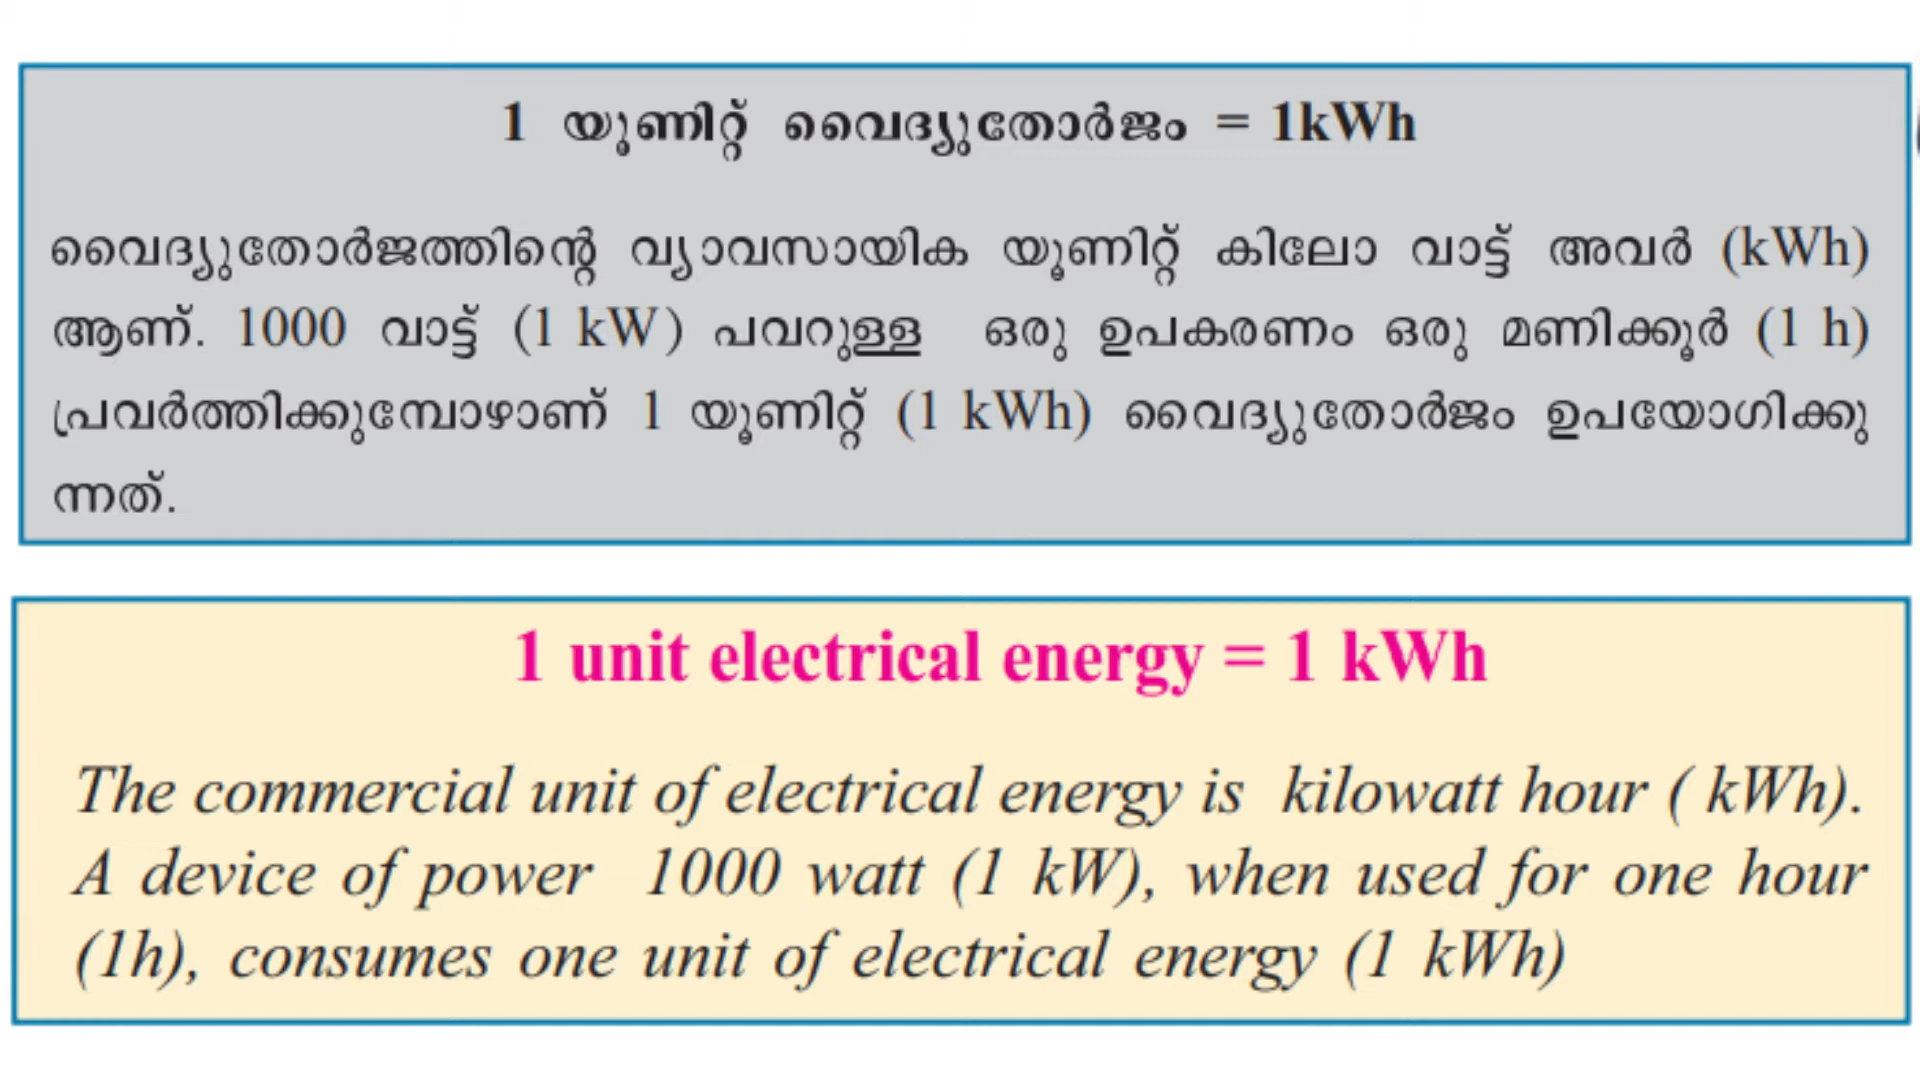 1 യൂണിറ്റ് വൈദ്യുതോർജം = 1kWh
വൈദ്യുതോർജത്തിന്റെ വ്യാവസായിക യൂണിറ്റ് കിലോ വാട്ട് അവർ (kWh)
ആണ്. 1000 വാട്ട് (1 kW) പവറുള്ള ഒരു ഉപകരണം ഒരു മണിക്കൂർ (1 h)
പ്രവർത്തിക്കുമ്പോഴാണ് 1 യൂണിറ്റ് (1 kWh) വൈദ്യുതോർജം ഉപയോഗിക്കു
ന്നത്.
1 unit electrical energy = 1 kWh
The commercial unit of electrical energy is kilowatt hour ( kWh).
A device of power 1000 watt (1 kW), when used for one hour
(1h), consumes one unit of electrical energy (1 kWh)